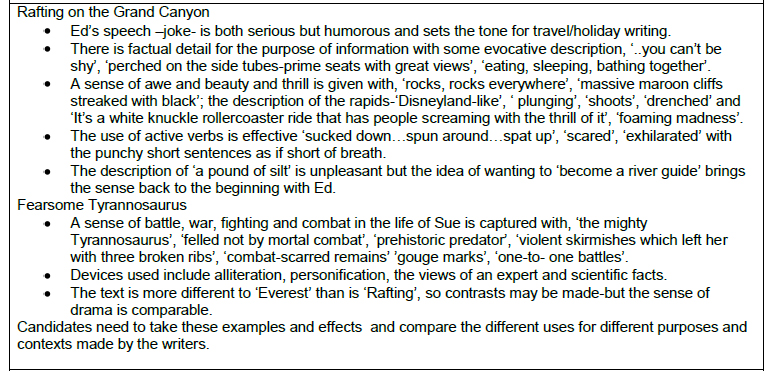 Rafting on the Grand Canyon
• Ed's speech –joke- is both serious but humorous and sets the tone for travel/holiday writing.
• There is factual detail for the purpose of information with some evocative description, '..you can't be
shy', 'perched on the side tubes-prime seats with great views', 'eating, sleeping, bathing together'.
• A sense of awe and beauty and thrill is given with, 'rocks, rocks everywhere', 'massive maroon cliffs
streaked with black'; the description of the rapids-'Disneyland-like', ' plunging', 'shoots', 'drenched' and
'It's a white knuckle rollercoaster ride that has people screaming with the thrill of it', 'foaming madness'.
• The use of active verbs is effective 'sucked down…spun around…spat up', 'scared', 'exhilarated' with
the punchy short sentences as if short of breath.
• The description of 'a pound of silt' is unpleasant but the idea of wanting to 'become a river guide' brings
the sense back to the beginning with Ed.
Fearsome Tyrannosaurus
• A sense of battle, war, fighting and combat in the life of Sue is captured with, 'the mighty
Tyrannosaurus', 'felled not by mortal combat', 'prehistoric predator', 'violent skirmishes which left her
with three broken ribs', 'combat-scarred remains' 'gouge marks', 'one-to- one battles'.
• Devices used include alliteration, personification, the views of an expert and scientific facts.
• The text is more different to 'Everest' than is 'Rafting', so contrasts may be made-but the sense of
drama is comparable.
Candidates need to take these examples and effects and compare the different uses for different purposes and
contexts made by the writers.